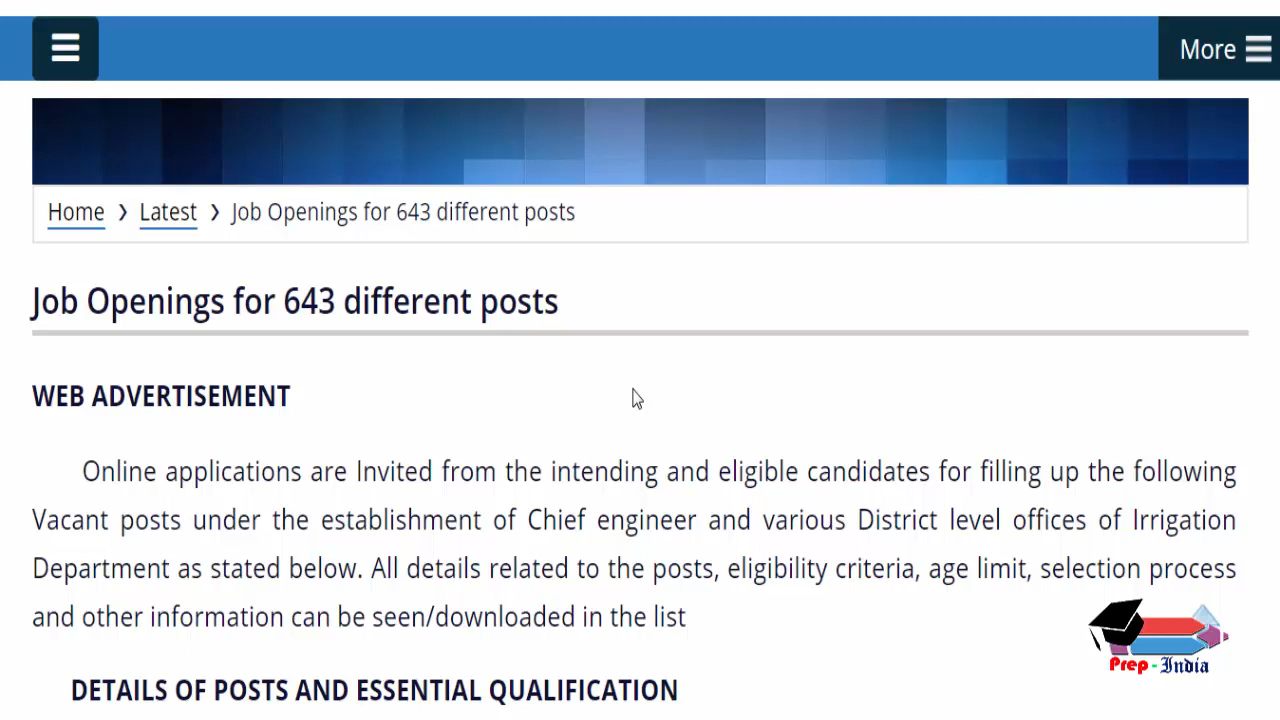 More
Home › Latest › Job Openings for 643 different posts
Job Openings for 643 different posts
WEB ADVERTISEMENT
Online applications are Invited from the intending and eligible candidates for filling up the following
Vacant posts under the establishment of Chief engineer and various District level offices of Irrigation
Department as stated below. All details related to the posts, eligibility criteria, age limit, selection process
and other information can be seen/downloaded in the list
Prep - India
DETAILS OF POSTS AND ESSENTIAL QUALIFICATION